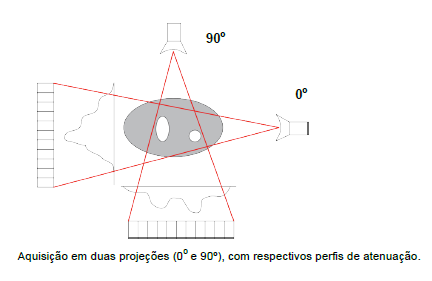 90º
0º
Aquisição em duas projeções (0º e 90º), com respectivos perfis de atenuação.